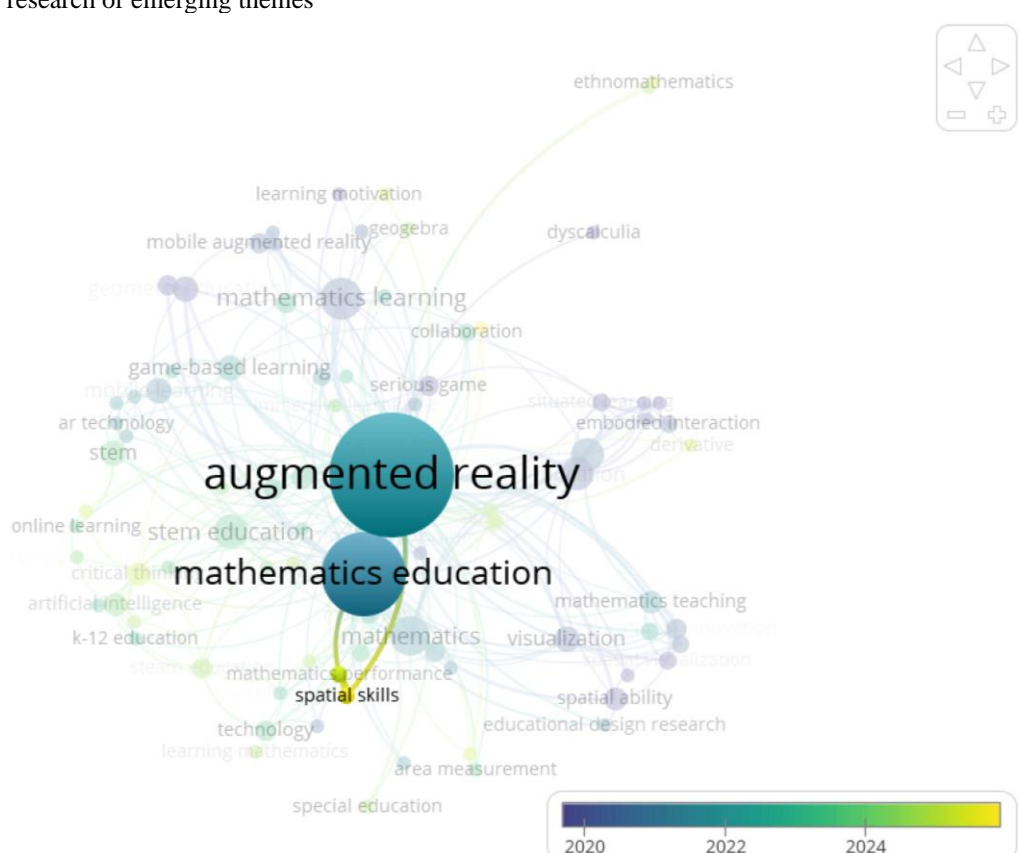 research or emerging themes
ethnomathematics
learning motivation
geogebra
dyscalculia
mobile augmented reality
mathematics learning
collaboration
game-based learning
mobile learning
serious game
ar technology
embodied interaction
derivative
stem
augmented reality
online learning
stem education
mathematics education
artificial intelligence
mathematics teaching
k-12 education
mathematics
visualization
mathematics performance
spatial skills
spatial ability
technology
educational design research
learning mathematics
area measurement
special education
2020
2022
2024